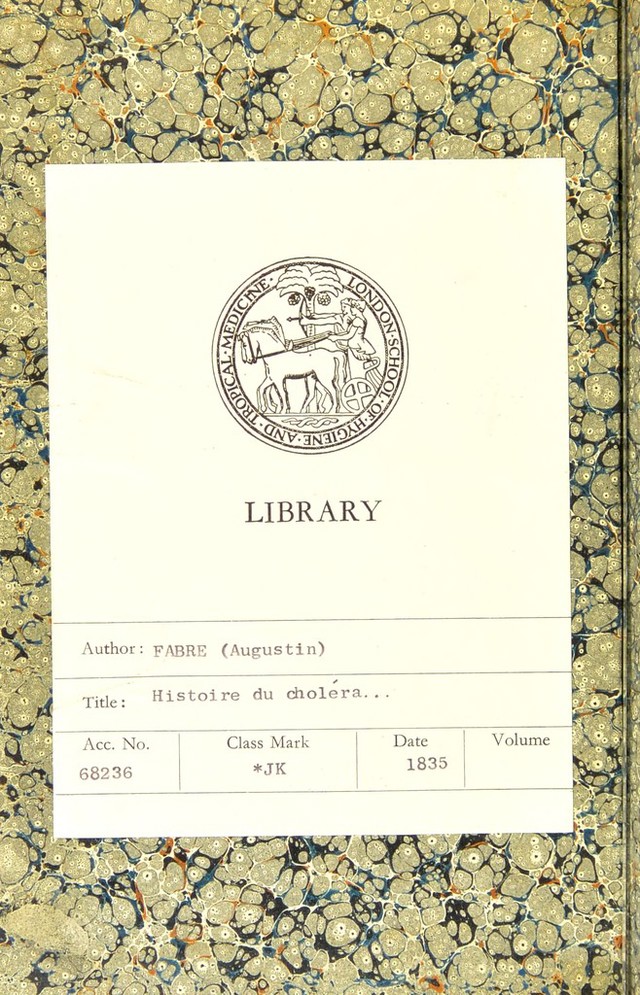 LONDON·SCHOOL·OF·HYGIENE·AND·TROPICAL·MEDICINE·
LIBRARY
Author: FABRE (Augustin)
Title: Histoire du choléra...
Acc. No. Class Mark Date Volume
68236 *JK 1835